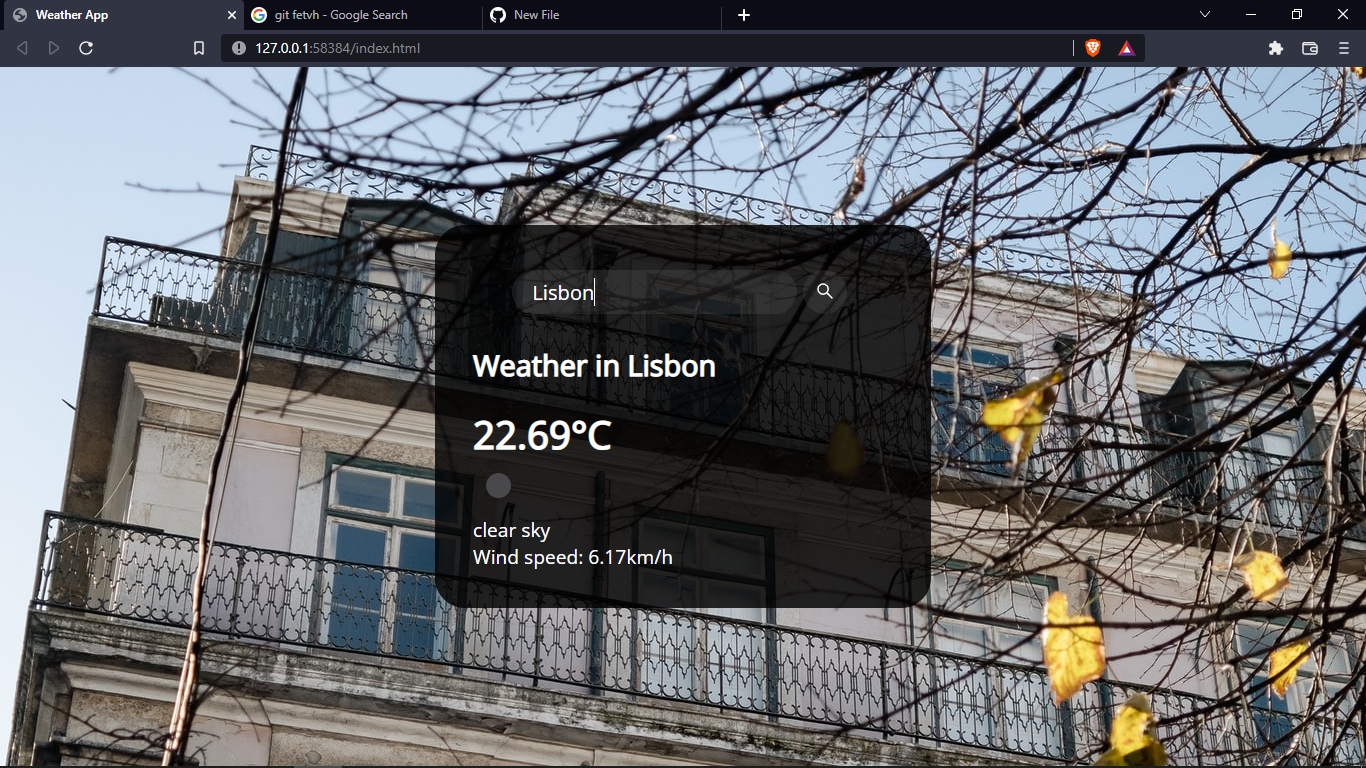 Weather App
git fetvh - Google Search
New File
127.0.0.1:58384/index.html
Lisbon
Weather in Lisbon
22.69°C
clear sky
Wind speed: 6.17km/h